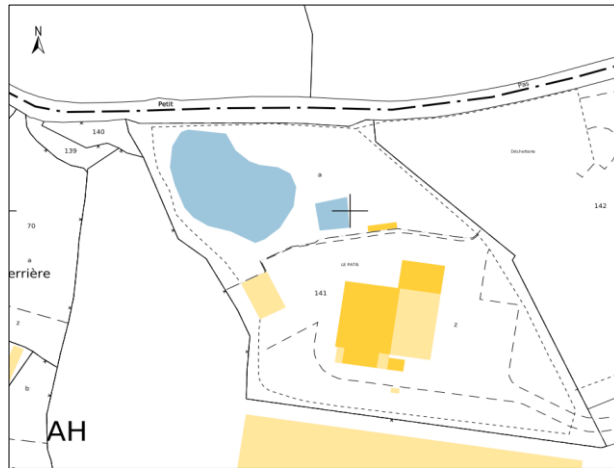 N
Petit
Pas
140
139
Déchetterie
a
142
70
a
errière
LE PATIS
141
z
z
b
AH